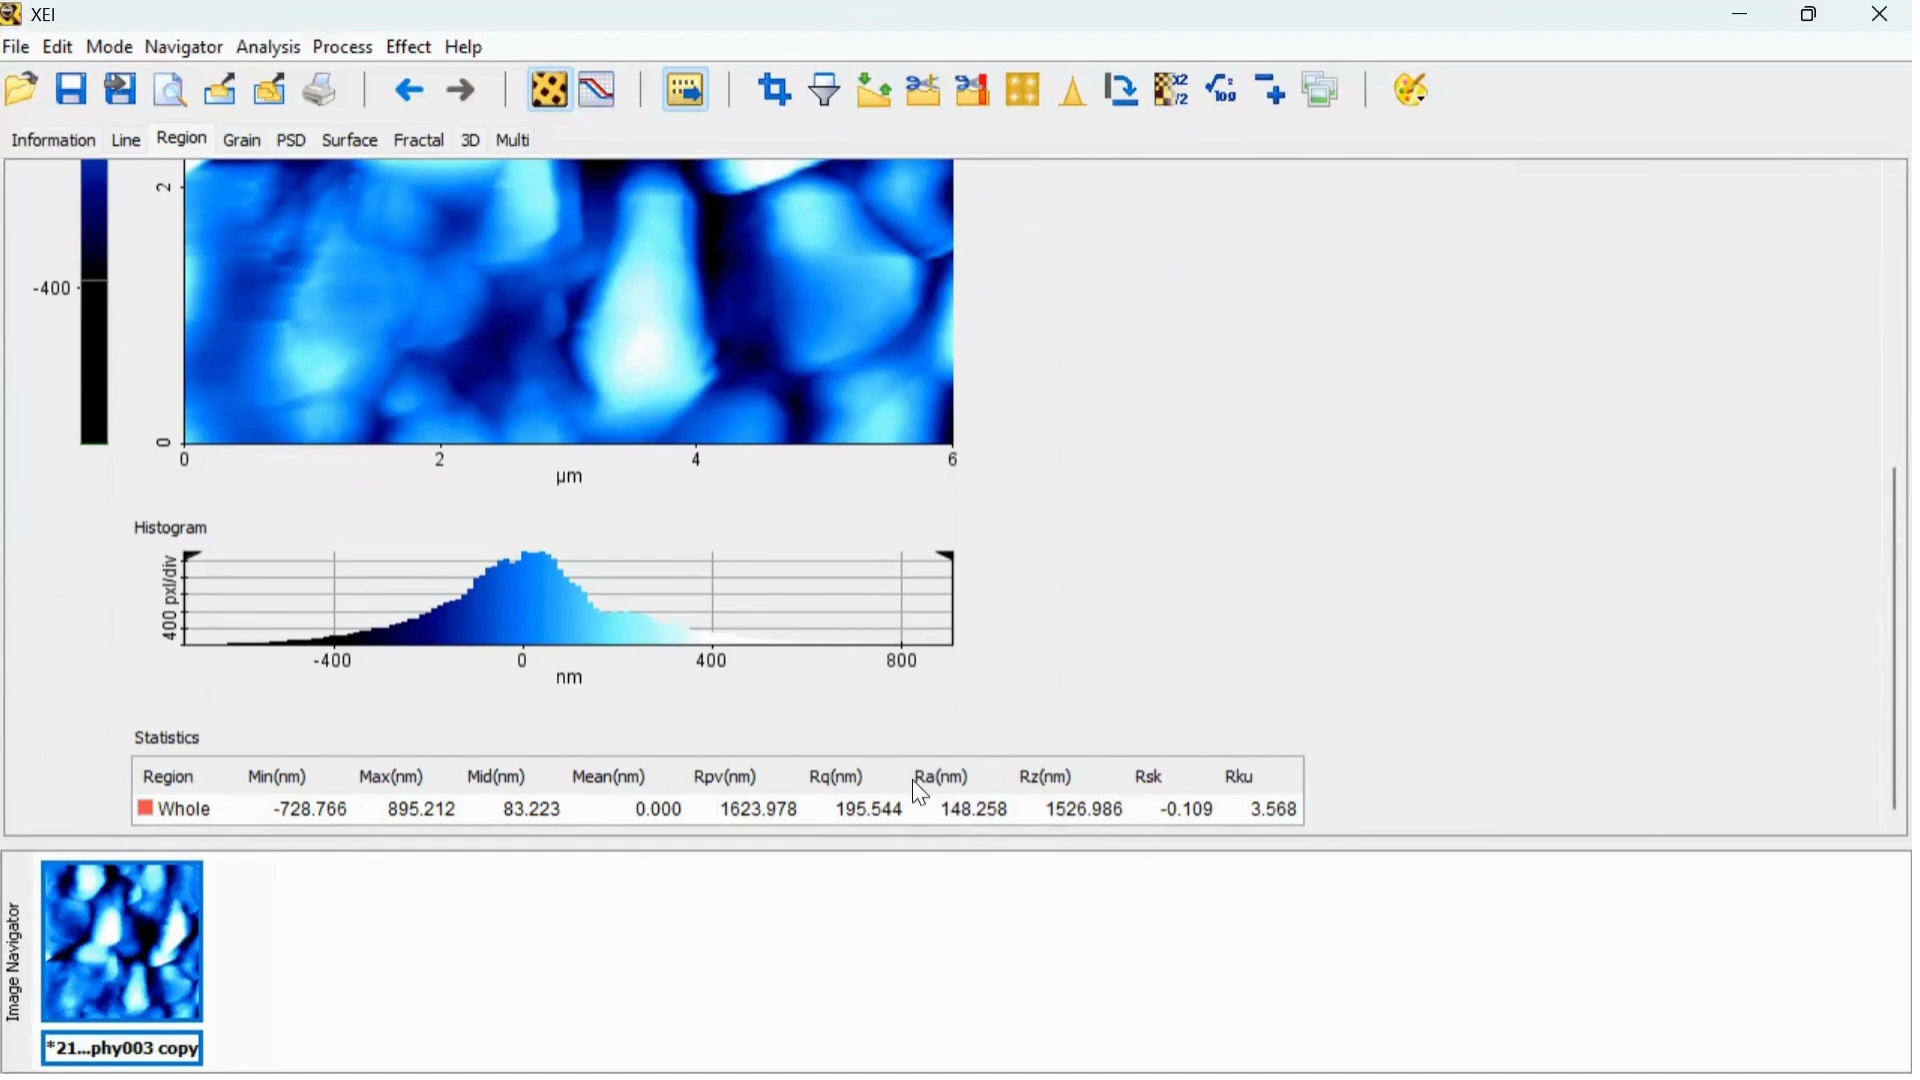 XEI
File Edit Mode Navigator Analysis Process Effect Help
x2
/2
√2
log
Information Line Region Grain PSD Surface Fractal 3D Multi
2
-400
0
0 2 4 6
µm
Histogram
400 pxl/div
-400 0 400 800
nm
Statistics
Region Min(nm) Max(nm) Mid(nm) Mean(nm) Rpv(nm) Rq(nm) Ra(nm) Rz(nm) Rsk Rku
Whole -728.766 895.212 83.223 0.000 1623.978 195.544 148.258 1526.986 -0.109 3.568
Image Navigator
*21...phy003 copy